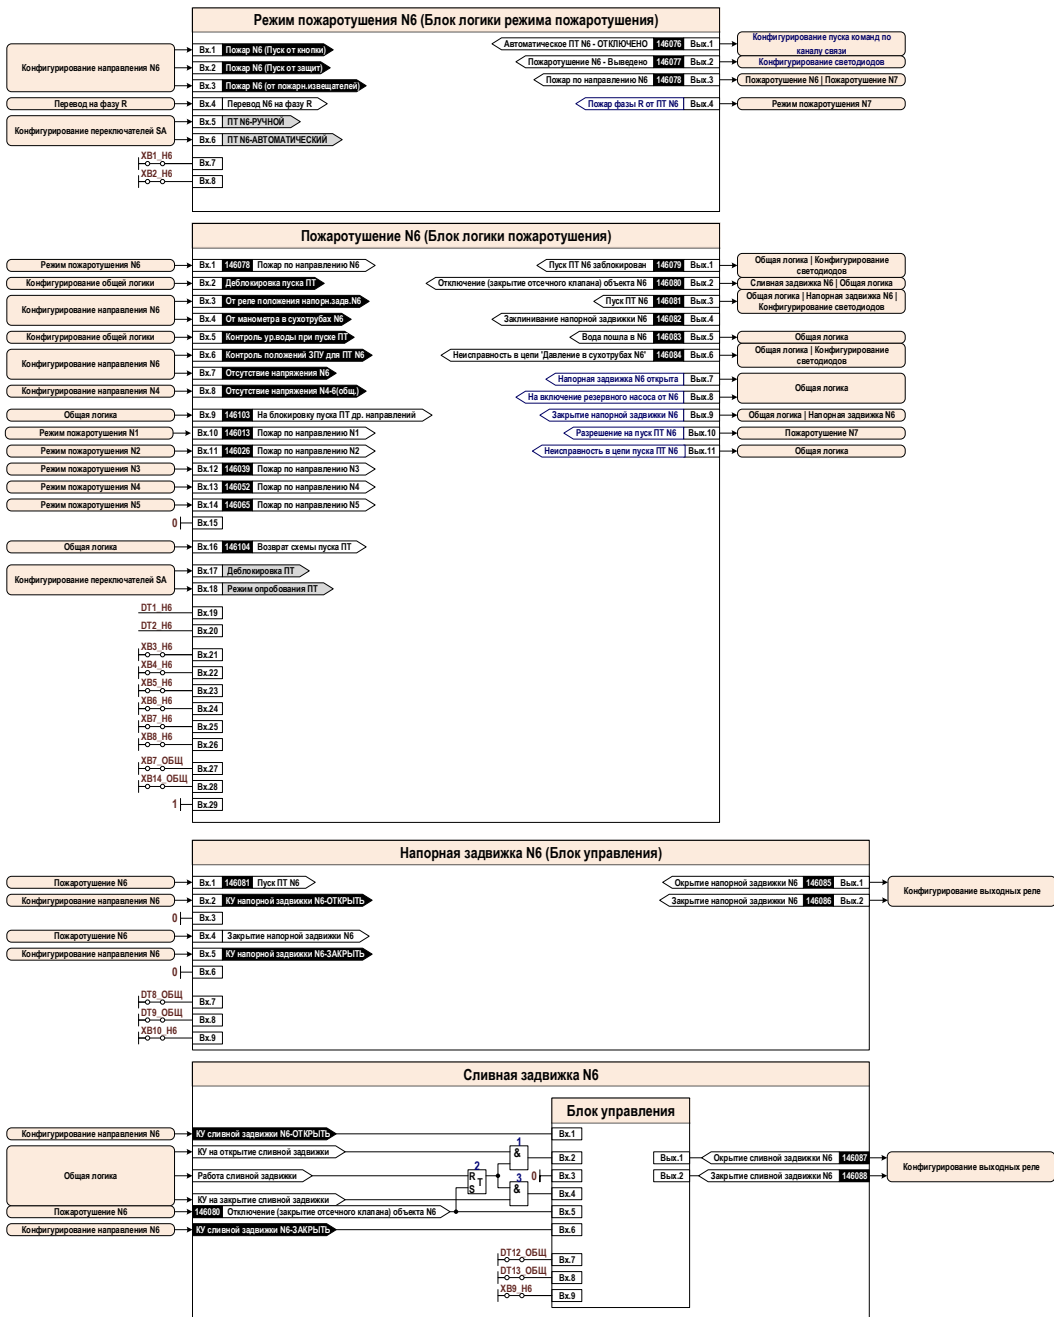 Режим пожаротушения N6 (Блок логики режима пожаротушения)
Конфигурирование направления N6
Вх.1 Пожар N6 (Пуск от кнопки)
Вх.2 Пожар N6 (Пуск от защит)
Вх.3 Пожар N6 (от пожарн.извещателей)
Перевод на фазу R
Вх.4 Перевод N6 на фазу R
Конфигурирование переключателей SA
Вх.5 ПТ N6-РУЧНОЙ
Вх.6 ПТ N6-АВТОМАТИЧЕСКИЙ
XB1_H6 Вх.7
XB2_H6 Вх.8
Автоматическое ПТ N6 - ОТКЛЮЧЕНО 146076 Вых.1
Конфигурирование пуска команд по
каналу связи
Пожаротушение N6 - Выведено 146077 Вых.2
Конфигурирование светодиодов
Пожар по направлению N6 146078 Вых.3
Пожаротушение N6 | Пожаротушение N7
Пожар фазы R от ПТ N6 Вых.4
Режим пожаротушения N7
Пожаротушение N6 (Блок логики пожаротушения)
Режим пожаротушения N6
Вх.1 146078 Пожар по направлению N6
Конфигурирование общей логики
Вх.2 Деблокировка пуска ПТ
Конфигурирование направления N6
Вх.3 От реле положения напорн.задв.N6
Вх.4 От манометра в сухотрубах N6
Конфигурирование общей логики
Вх.5 Контроль ур.воды при пуске ПТ
Конфигурирование направления N6
Вх.6 Контроль положений ЗПУ для ПТ N6
Вх.7 Отсутствие напряжения N6
Конфигурирование направления N4
Вх.8 Отсутствие напряжения N4-6(общ.)
Общая логика
Вх.9 146103 На блокировку пуска ПТ др. направлений
Режим пожаротушения N1
Вх.10 146013 Пожар по направлению N1
Режим пожаротушения N2
Вх.11 146026 Пожар по направлению N2
Режим пожаротушения N3
Вх.12 146039 Пожар по направлению N3
Режим пожаротушения N4
Вх.13 146052 Пожар по направлению N4
Режим пожаротушения N5
Вх.14 146065 Пожар по направлению N5
0 Вх.15
Общая логика
Вх.16 146104 Возврат схемы пуска ПТ
Конфигурирование переключателей SA
Вх.17 Деблокировка ПТ
Вх.18 Режим опробования ПТ
DT1_H6 Вх.19
DT2_H6 Вх.20
XB3_H6 Вх.21
XB4_H6 Вх.22
XB5_H6 Вх.23
XB6_H6 Вх.24
XB7_H6 Вх.25
XB8_H6 Вх.26
XB7_ОБЩ Вх.27
XB14_ОБЩ Вх.28
1 Вх.29
Пуск ПТ N6 заблокирован 146079 Вых.1
Общая логика | Конфигурирование
светодиодов
Отключение (закрытие отсечного клапана) объекта N6 146080 Вых.2
Сливная задвижка N6 | Общая логика
Пуск ПТ N6 146081 Вых.3
Общая логика | Напорная задвижка N6 |
Конфигурирование светодиодов
Заклинивание напорной задвижки N6 146082 Вых.4
Вода пошла в N6 146083 Вых.5
Общая логика
Неисправность в цепи 'Давление в сухотрубах N6' 146084 Вых.6
Общая логика | Конфигурирование
светодиодов
Напорная задвижка N6 открыта Вых.7
На включение резервного насоса от N6 Вых.8
Общая логика
Закрытие напорной задвижки N6 Вых.9
Общая логика | Напорная задвижка N6
Разрешение на пуск ПТ N6 Вых.10
Пожаротушение N7
Неисправность в цепи пуска ПТ N6 Вых.11
Общая логика
Напорная задвижка N6 (Блок управления)
Пожаротушение N6
Вх.1 146081 Пуск ПТ N6
Конфигурирование направления N6
Вх.2 КУ напорной задвижки N6-ОТКРЫТЬ
0 Вх.3
Пожаротушение N6
Вх.4 Закрытие напорной задвижки N6
Конфигурирование направления N6
Вх.5 КУ напорной задвижки N6-ЗАКРЫТЬ
0 Вх.6
DT8_ОБЩ Вх.7
DT9_ОБЩ Вх.8
XB10_H6 Вх.9
Окрытие напорной задвижки N6 146085 Вых.1
Закрытие напорной задвижки N6 146086 Вых.2
Конфигурирование выходных реле
Сливная задвижка N6
Блок управления
Конфигурирование направления N6
КУ сливной задвижки N6-ОТКРЫТЬ
Вх.1
Общая логика
КУ на открытие сливной задвижки
1 & Вх.2
Работа сливной задвижки
2 R S T
0 Вх.3
КУ на закрытие сливной задвижки
3 & Вх.4
Пожаротушение N6
146080 Отключение (закрытие отсечного клапана) объекта N6
Вх.5
Конфигурирование направления N6
КУ сливной задвижки N6-ЗАКРЫТЬ
Вх.6
DT12_ОБЩ Вх.7
DT13_ОБЩ Вх.8
XB9_H6 Вх.9
Вых.1 Окрытие сливной задвижки N6 146087
Вых.2 Закрытие сливной задвижки N6 146088
Конфигурирование выходных реле